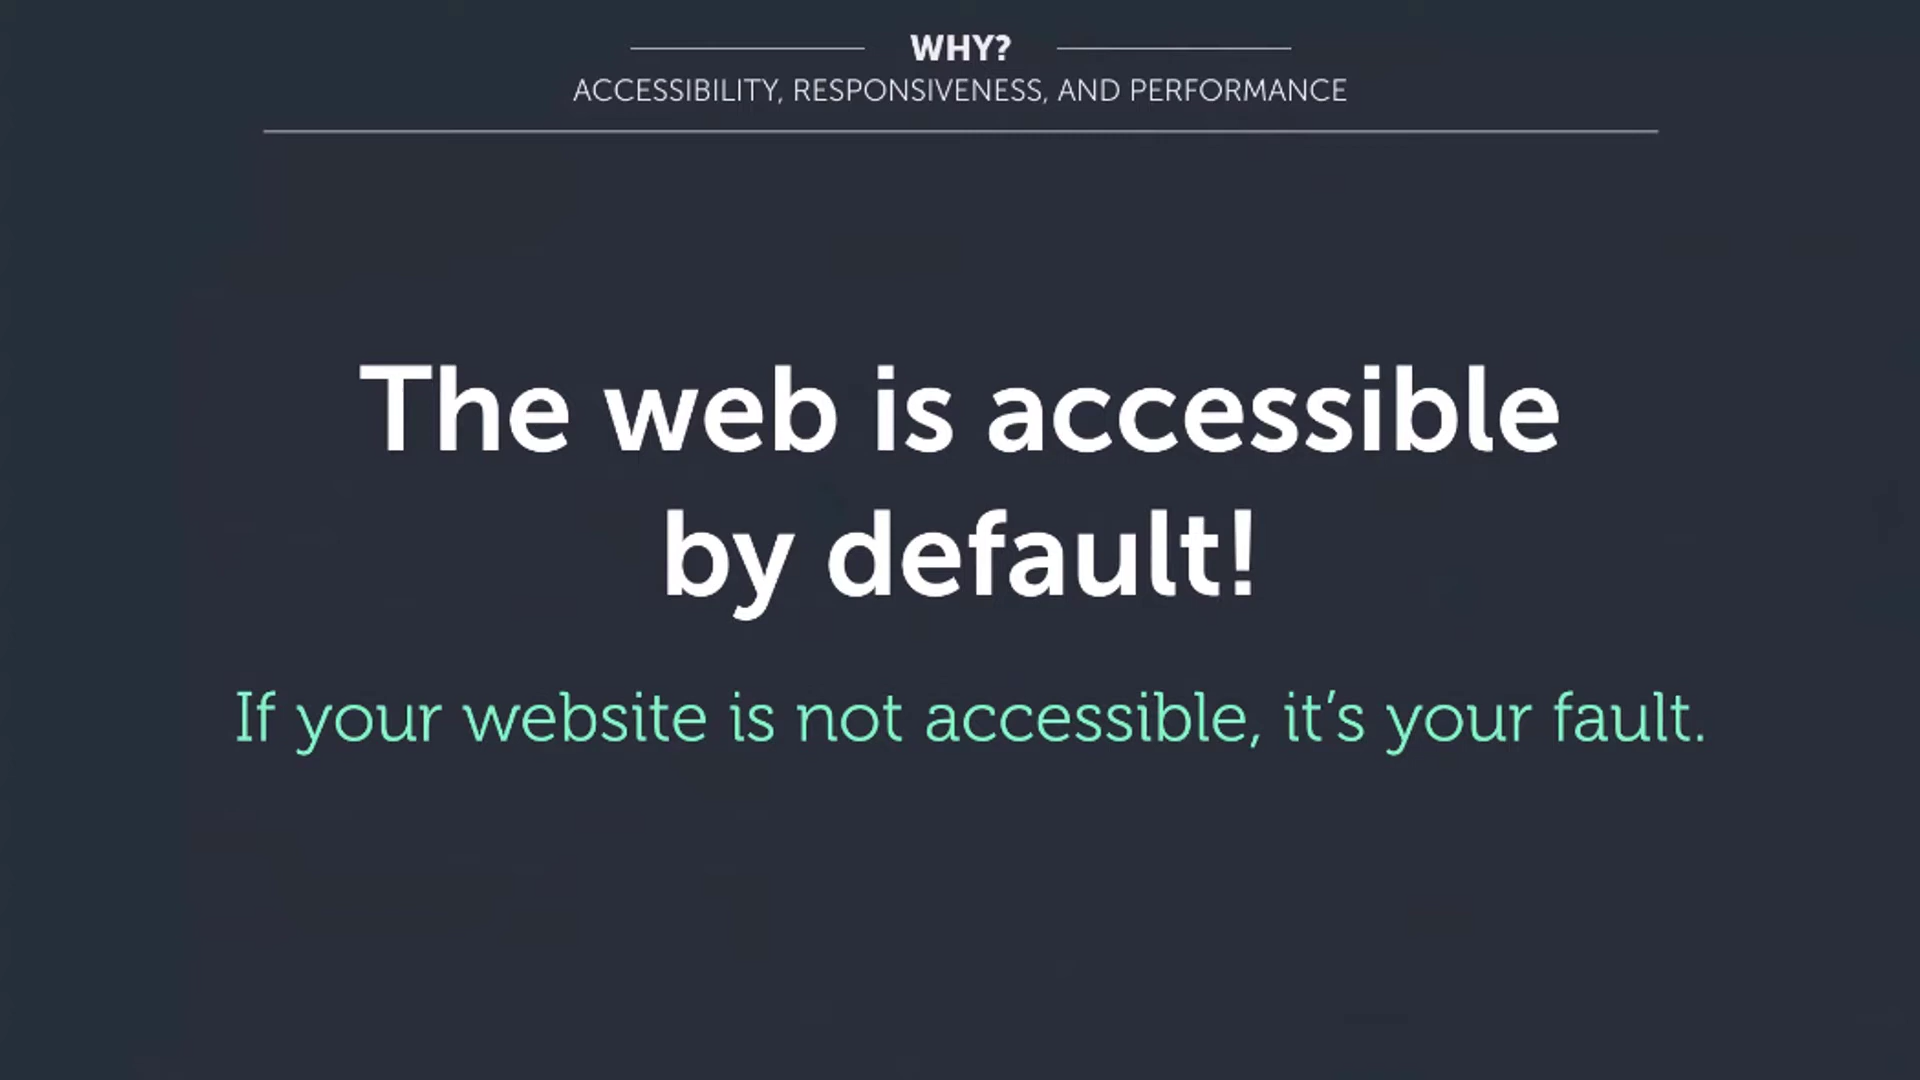 WHY?
ACCESSIBILITY, RESPONSIVENESS, AND PERFORMANCE
The web is accessible
by default!
If your website is not accessible, it’s your fault.